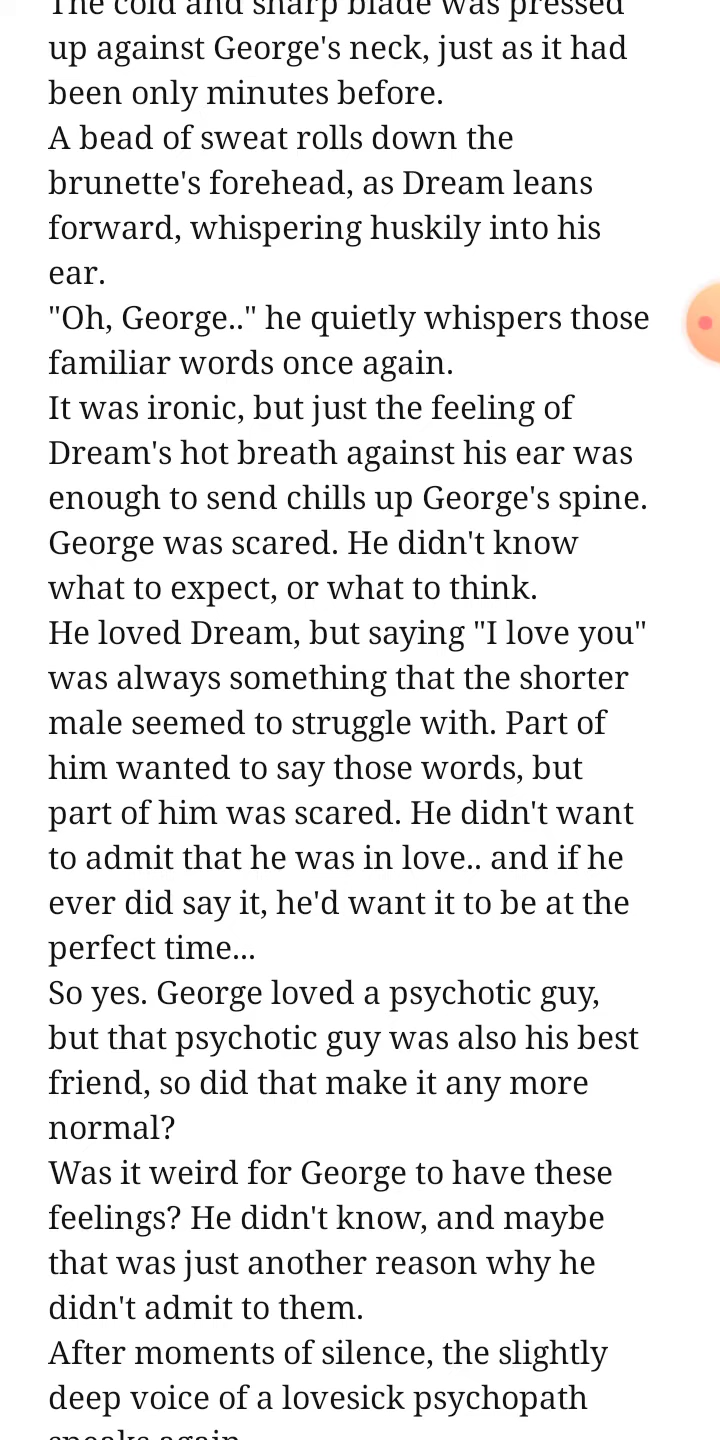 The cold and sharp blade was pressed
up against George's neck, just as it had
been only minutes before.
A bead of sweat rolls down the
brunette's forehead, as Dream leans
forward, whispering huskily into his
ear.
"Oh, George.." he quietly whispers those
familiar words once again.
It was ironic, but just the feeling of
Dream's hot breath against his ear was
enough to send chills up George's spine.
George was scared. He didn't know
what to expect, or what to think.
He loved Dream, but saying "I love you"
was always something that the shorter
male seemed to struggle with. Part of
him wanted to say those words, but
part of him was scared. He didn't want
to admit that he was in love.. and if he
ever did say it, he'd want it to be at the
perfect time...
So yes. George loved a psychotic guy,
but that psychotic guy was also his best
friend, so did that make it any more
normal?
Was it weird for George to have these
feelings? He didn't know, and maybe
that was just another reason why he
didn't admit to them.
After moments of silence, the slightly
deep voice of a lovesick psychopath
speaks again